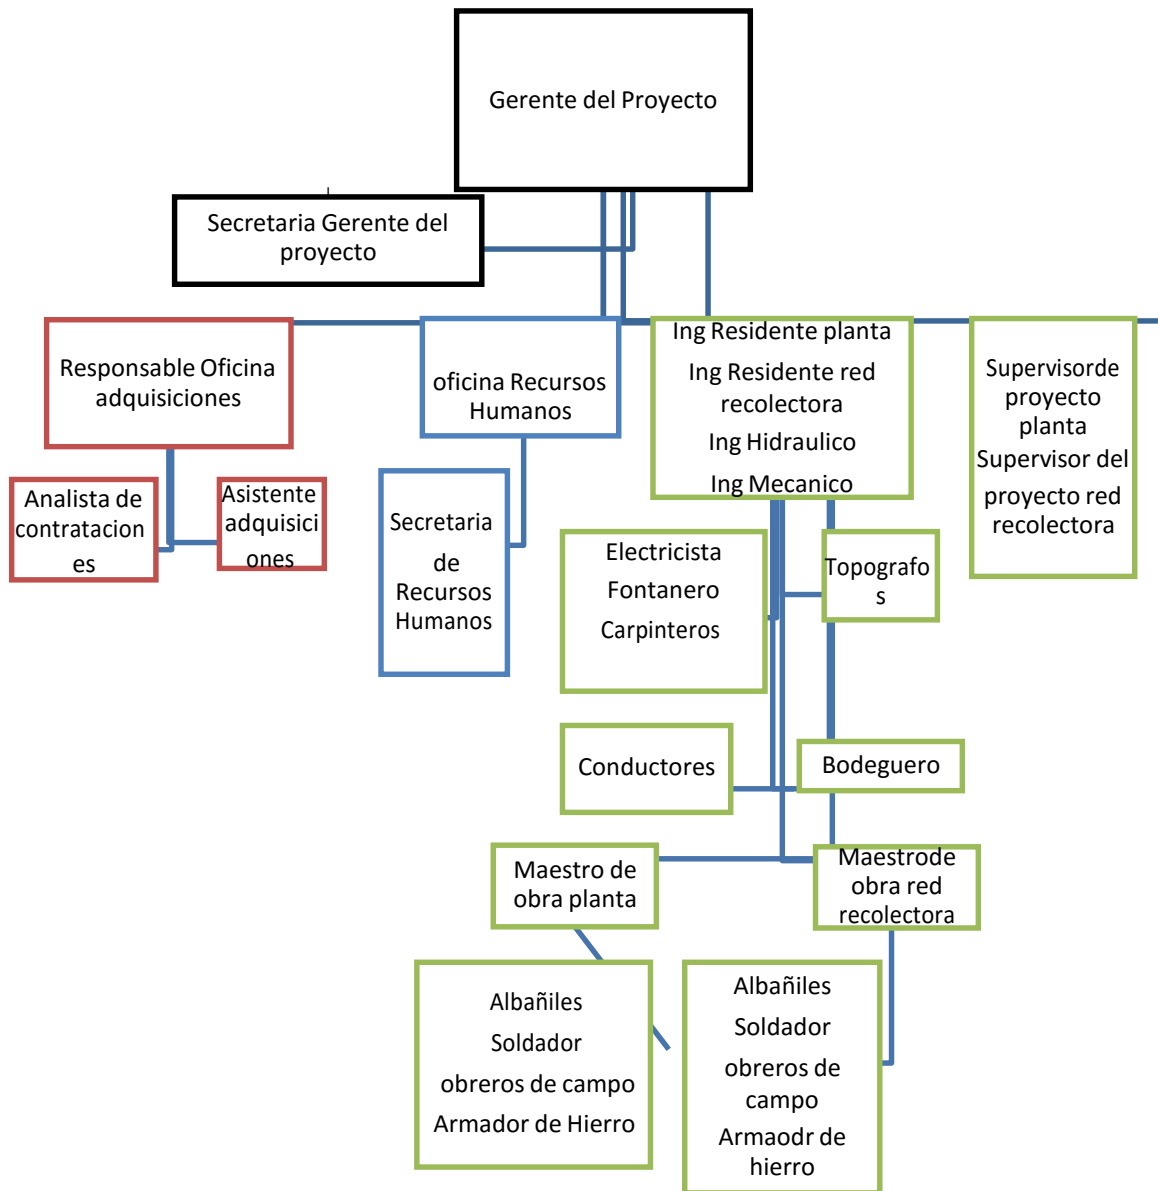 Gerente del Proyecto
Secretaria Gerente del
proyecto
Responsable Oficina
adquisiciones
oficina Recursos
Humanos
Ing Residente planta
Ing Residente red
recolectora
Ing Hidraulico
Ing Mecanico
Supervisorde
proyecto
planta
Supervisor del
proyecto red
recolectora
Analista de
contratacion
es
Asistente
adquisici
ones
Secretaria
de
Recursos
Humanos
Electricista
Fontanero
Carpinteros
Topografo
s
Conductores
Bodeguero
Maestro de
obra planta
Maestrode
obra red
recolectora
Albañiles
Soldador
obreros de campo
Armador de Hierro
Albañiles
Soldador
obreros de
campo
Armaodr de
hierro